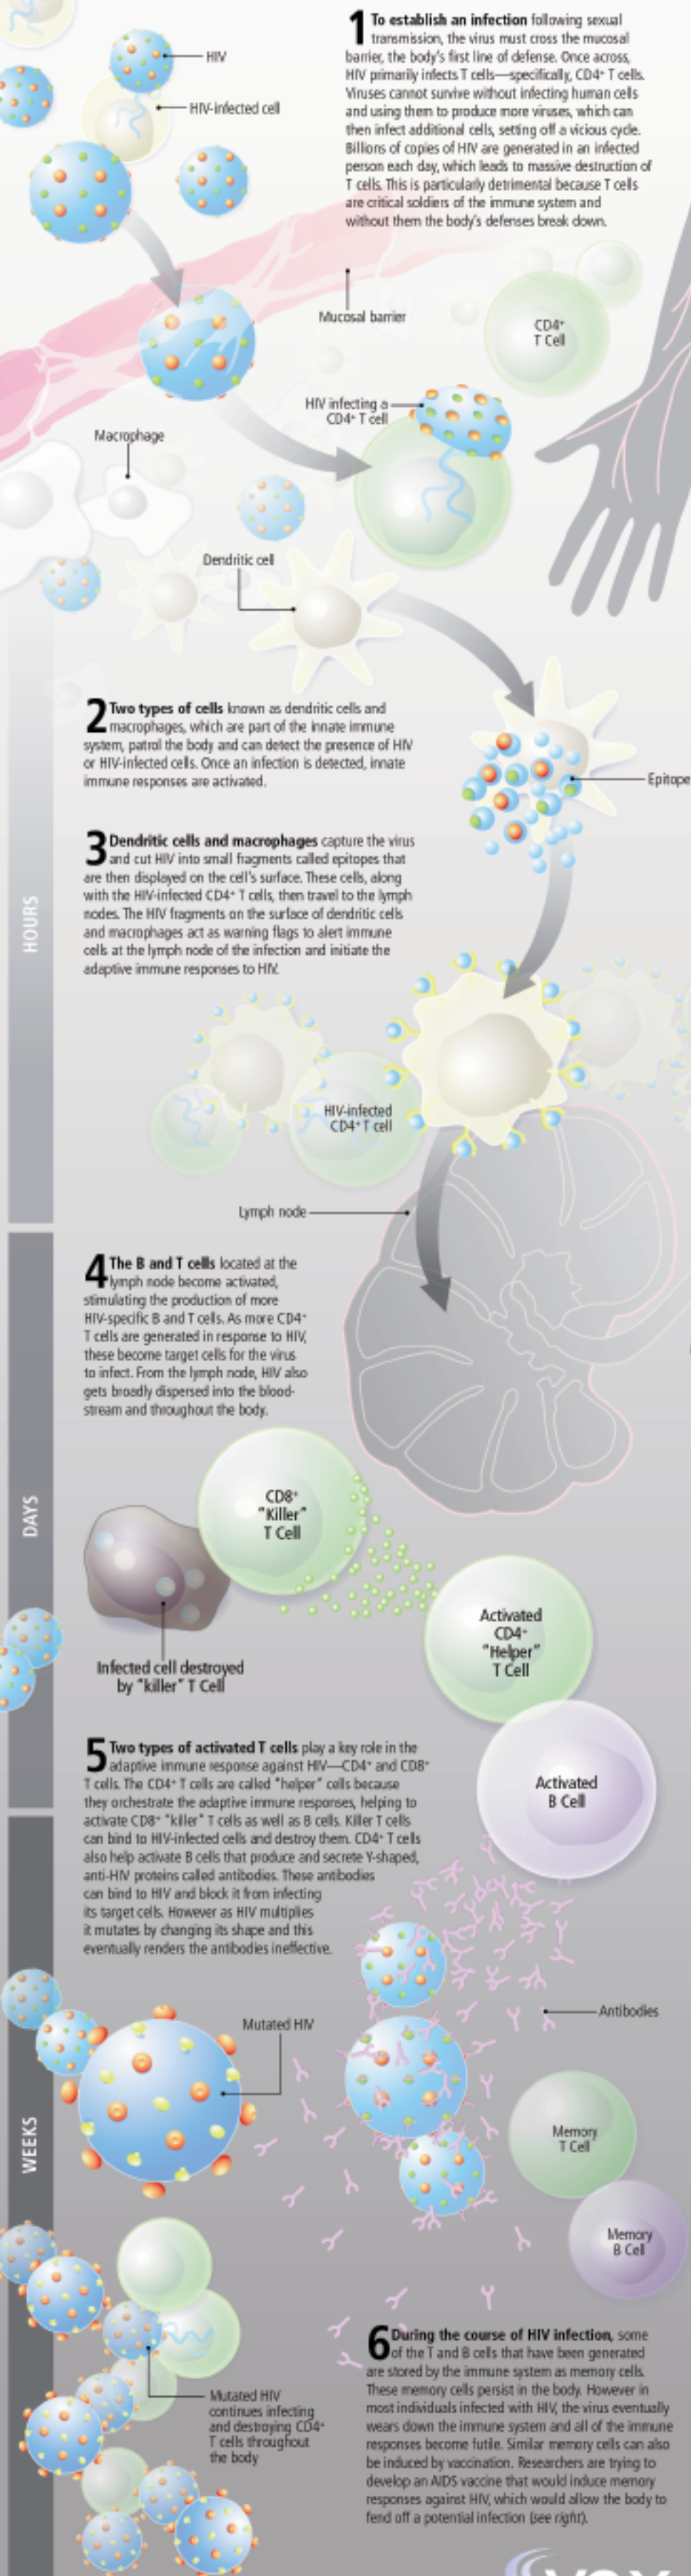 1 To establish an infection following sexual
transmission, the virus must cross the mucosal
barrier, the body's first line of defense. Once across,
HIV primarily infects T cells—specifically, CD4+ T cells.
Viruses cannot survive without infecting human cells
and using them to produce more viruses, which can
then infect additional cells, setting off a vicious cycle.
Billions of copies of HIV are generated in an infected
person each day, which leads to massive destruction of
T cells. This is particularly detrimental because T cells
are critical soldiers of the immune system and
without them the body's defenses break down.
HIV
HIV-infected cell
Mucosal barrier
CD4+
T Cell
HIV infecting a
CD4+ T cell
Macrophage
Dendritic cell
2 Two types of cells known as dendritic cells and
macrophages, which are part of the innate immune
system, patrol the body and can detect the presence of HIV
or HIV-infected cells. Once an infection is detected, innate
immune responses are activated.
Epitope
3 Dendritic cells and macrophages capture the virus
and cut HIV into small fragments called epitopes that
are then displayed on the cell's surface. These cells, along
with the HIV-infected CD4+ T cells, then travel to the lymph
nodes. The HIV fragments on the surface of dendritic cells
and macrophages act as warning flags to alert immune
cells at the lymph node of the infection and initiate the
adaptive immune responses to HIV.
HOURS
HIV-infected
CD4+ T cell
Lymph node
4 The B and T cells located at the
lymph node become activated,
stimulating the production of more
HIV-specific B and T cells. As more CD4+
T cells are generated in response to HIV,
these become target cells for the virus
to infect. From the lymph node, HIV also
gets broadly dispersed into the blood-
stream and throughout the body.
DAYS
CD8+
"Killer"
T Cell
Activated
CD4+
"Helper"
T Cell
Infected cell destroyed
by "killer" T Cell
Activated
B Cell
5 Two types of activated T cells play a key role in the
adaptive immune response against HIV—CD4+ and CD8+
T cells. The CD4+ T cells are called "helper" cells because
they orchestrate the adaptive immune responses, helping to
activate CD8+ "killer" T cells as well as B cells. Killer T cells
can bind to HIV-infected cells and destroy them. CD4+ T cells
also help activate B cells that produce and secrete Y-shaped,
anti-HIV proteins called antibodies. These antibodies
can bind to HIV and block it from infecting
its target cells. However as HIV multiplies
it mutates by changing its shape and this
eventually renders the antibodies ineffective.
Antibodies
Mutated HIV
WEEKS
Memory
T Cell
Memory
B Cell
Mutated HIV
continues infecting
and destroying CD4+
T cells throughout
the body
6 During the course of HIV infection, some
of the T and B cells that have been generated
are stored by the immune system as memory cells.
These memory cells persist in the body. However in
most individuals infected with HIV, the virus eventually
wears down the immune system and all of the immune
responses become futile. Similar memory cells can also
be induced by vaccination. Researchers are trying to
develop an AIDS vaccine that would induce memory
responses against HIV, which would allow the body to
fend off a potential infection (see right).